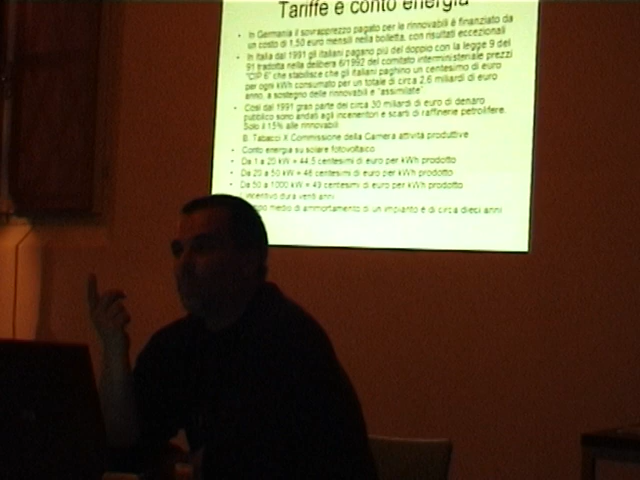 Tariffe e conto energia
• In Germania il sovrapprezzo pagato per le rinnovabili è finanziato da
un costo di 1,50 euro mensili nella bolletta, con risultati eccezionali
• In Italia dal 1991 gli italiani pagano più del doppio con la legge 9 del
91 tradotta nella delibera 6/1992 del comitato interministeriale prezzi
"CIP 6" che stabilisce che gli italiani paghino un centesimo di euro
per ogni kWh consumato per un totale di circa 2,6 miliardi di euro
anno, a sostegno delle rinnovabili e "assimilate"
• Così dal 1991 gran parte dei circa 30 miliardi di euro di denaro
pubblico sono andati agli inceneritori e scarti di raffinerie petrolifere.
Solo il 15% alle rinnovabili
B. Tabacci X Commissione della Camera attività produttive
• Conto energia su solare fotovoltaico
• Da 1 a 20 kW = 44,5 centesimi di euro per kWh prodotto
• Da 20 a 50 kW = 46 centesimi di euro per kWh prodotto
• Da 50 a 1000 kW = 49 centesimi di euro per kWh prodotto
L'incentivo dura venti anni
medio di ammortamento di un impianto è di circa dieci anni